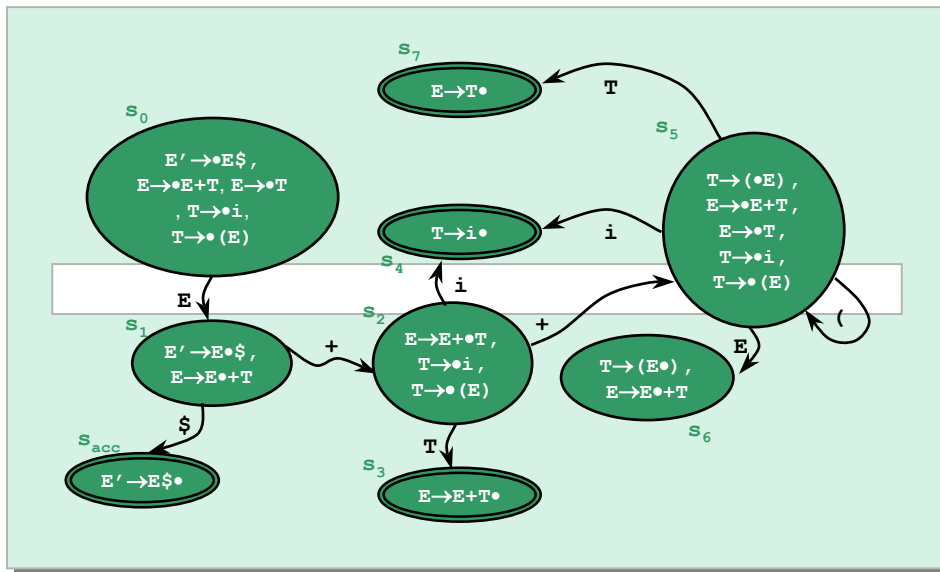 s7
E→T•
T
s0
s5
E′→•E$,
E→•E+T, E→•T
, T→•i,
T→•(E)
T→(•E),
E→•E+T,
E→•T,
T→•i,
T→•(E)
T→i•
i
s4
i
E
s1
s2
+
(
E′→E•$,
E→E•+T
+
E→E+•T,
T→•i,
T→•(E)
E
T→(E•),
E→E•+T
s6
$
sacc
E′→E$•
T
s3
E→E+T•